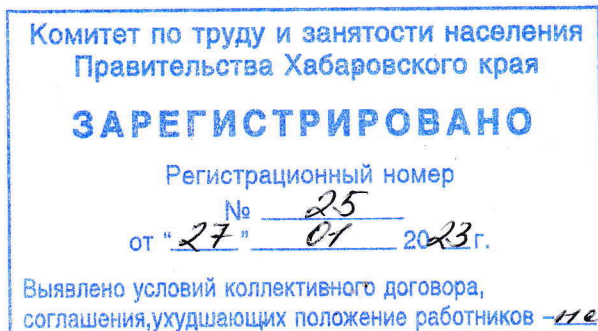 Комитет по труду и занятости населения
Правительства Хабаровского края
ЗАРЕГИСТРИРОВАНО
Регистрационный номер
№ 25
от "27" 01 2023г.
Выявлено условий коллективного договора,
соглашения,ухудшающих положение работников – не